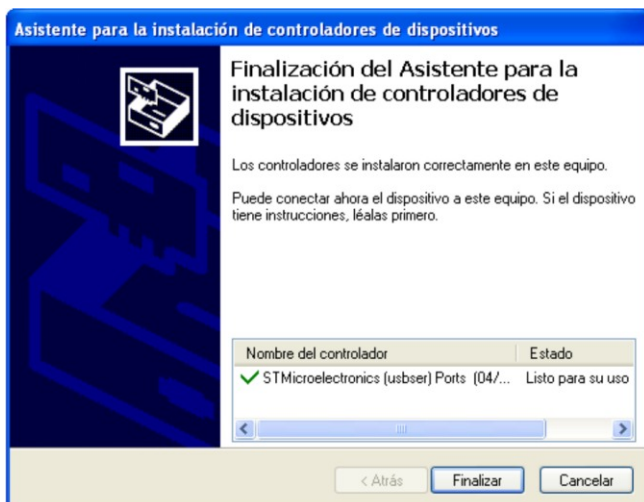 Asistente para la instalación de controladores de dispositivos
Finalización del Asistente para la
instalación de controladores de
dispositivos
Los controladores se instalaron correctamente en este equipo.
Puede conectar ahora el dispositivo a este equipo. Si el dispositivo
tiene instrucciones, léalas primero.
Nombre del controlador Estado
STMicroelectronics (usbser) Ports (04/... Listo para su uso
< Atrás Finalizar Cancelar